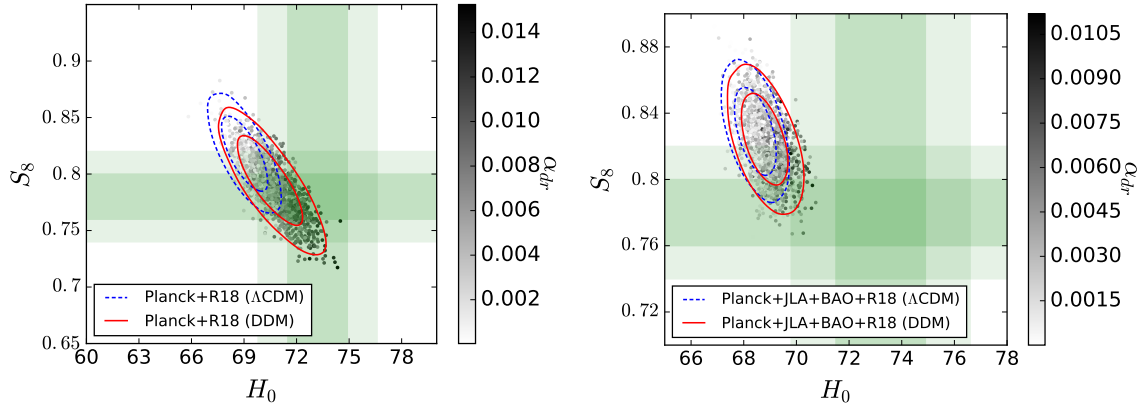 0.9
0.85
0.8
0.75
0.7
0.65
S₈
60 63 66 69 72 75 78
H₀
Planck+R18 (ΛCDM)
Planck+R18 (DDM)
0.014
0.012
0.010
0.008
0.006
0.004
0.002
α_dr
0.88
0.84
0.8
0.76
0.72
S₈
66 68 70 72 74 76 78
H₀
Planck+JLA+BAO+R18 (ΛCDM)
Planck+JLA+BAO+R18 (DDM)
0.0105
0.0090
0.0075
0.0060
0.0045
0.0030
0.0015
α_dr